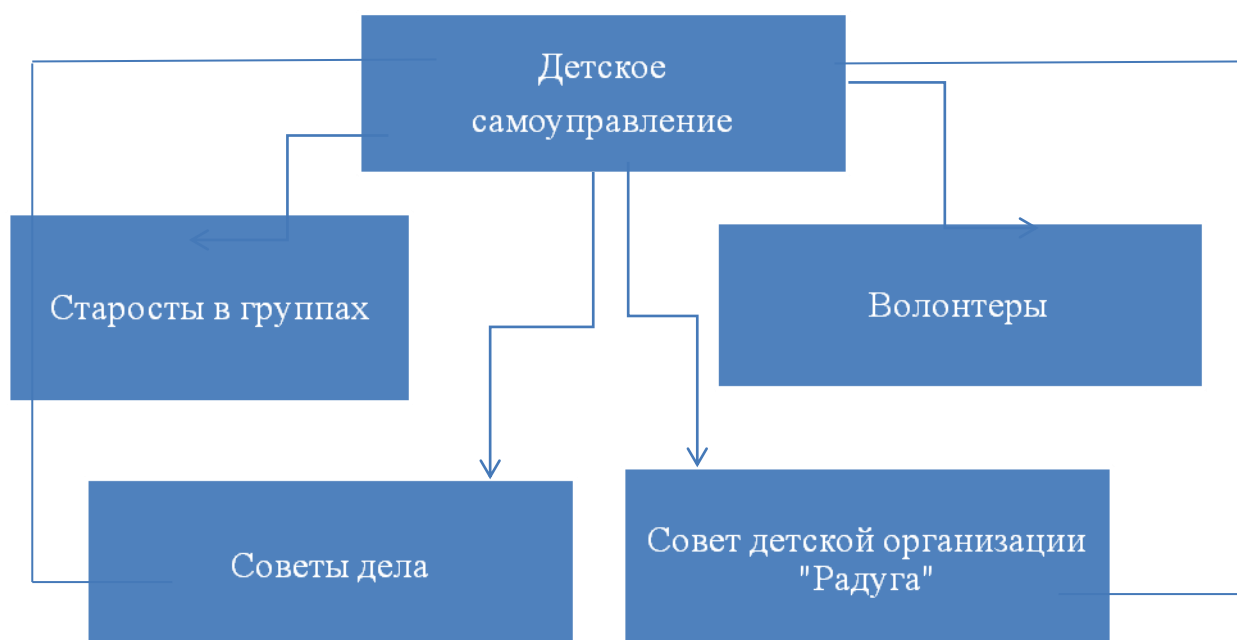 Детское
самоуправление
Старосты в группах
Волонтеры
Советы дела
Совет детской организации
"Радуга"